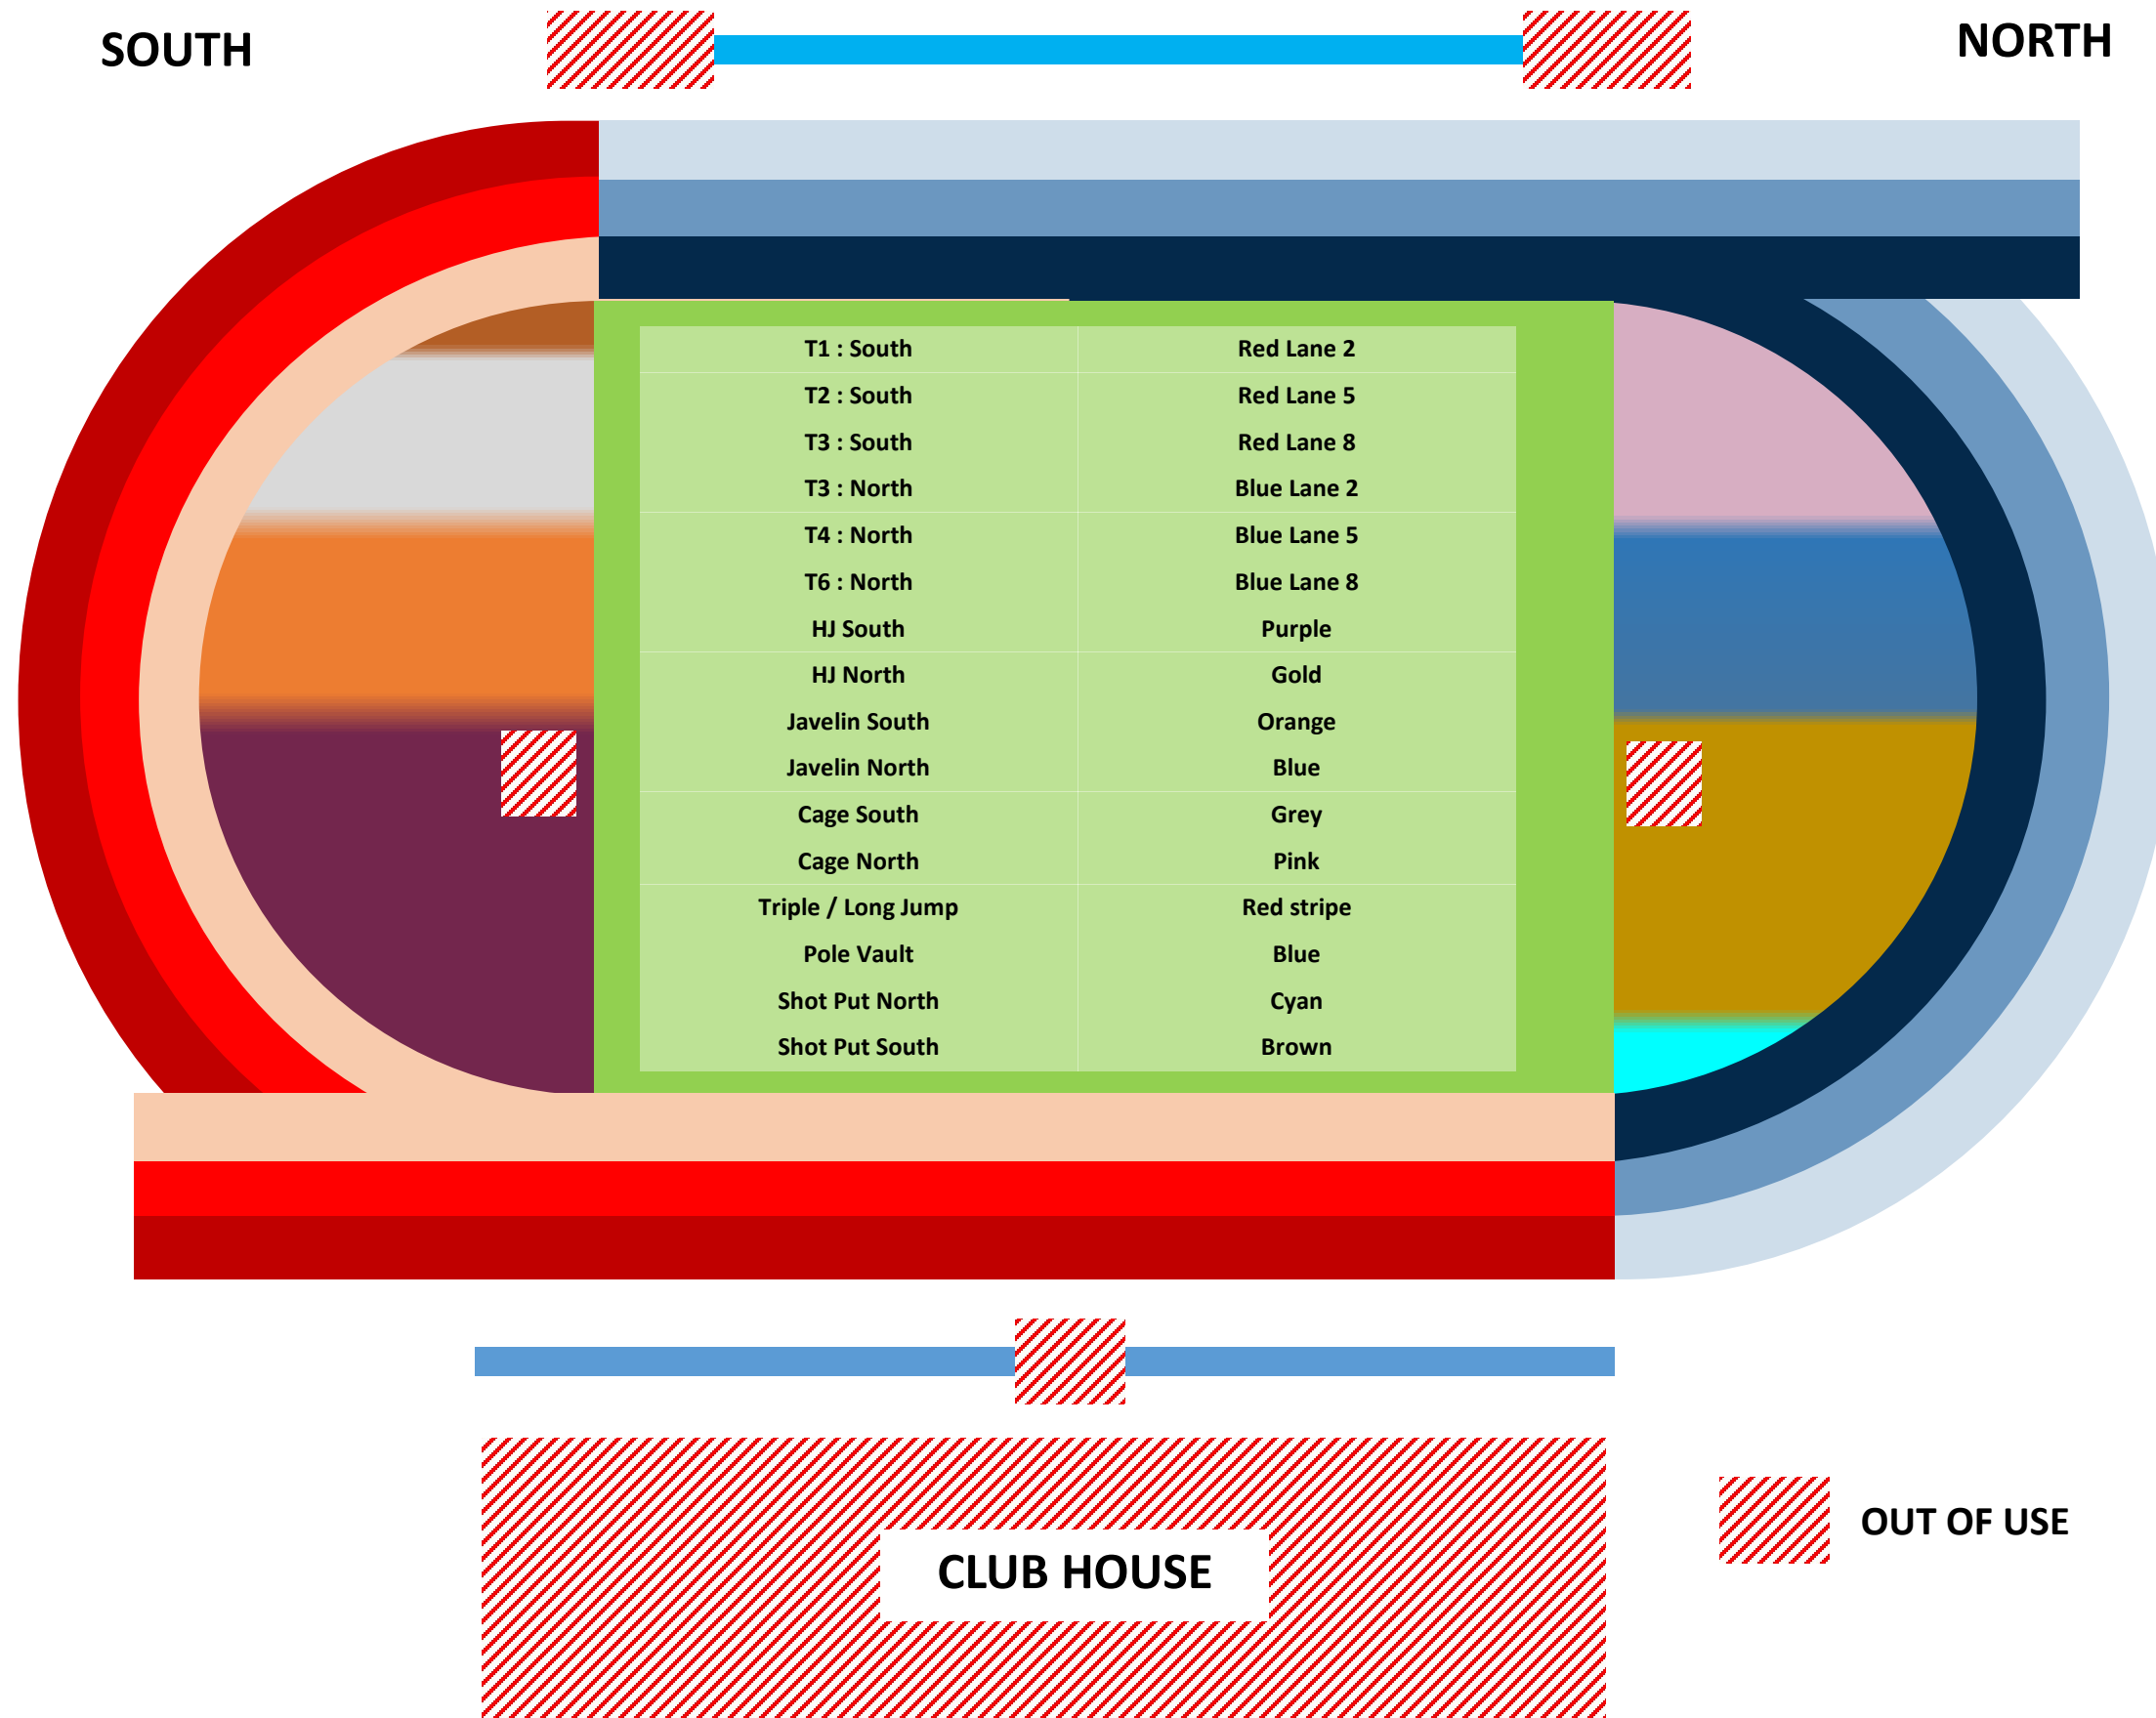 SOUTH
NORTH
T1 : South Red Lane 2
T2 : South Red Lane 5
T3 : South Red Lane 8
T3 : North Blue Lane 2
T4 : North Blue Lane 5
T6 : North Blue Lane 8
HJ South Purple
HJ North Gold
Javelin South Orange
Javelin North Blue
Cage South Grey
Cage North Pink
Triple / Long Jump Red stripe
Pole Vault Blue
Shot Put North Cyan
Shot Put South Brown
OUT OF USE
CLUB HOUSE